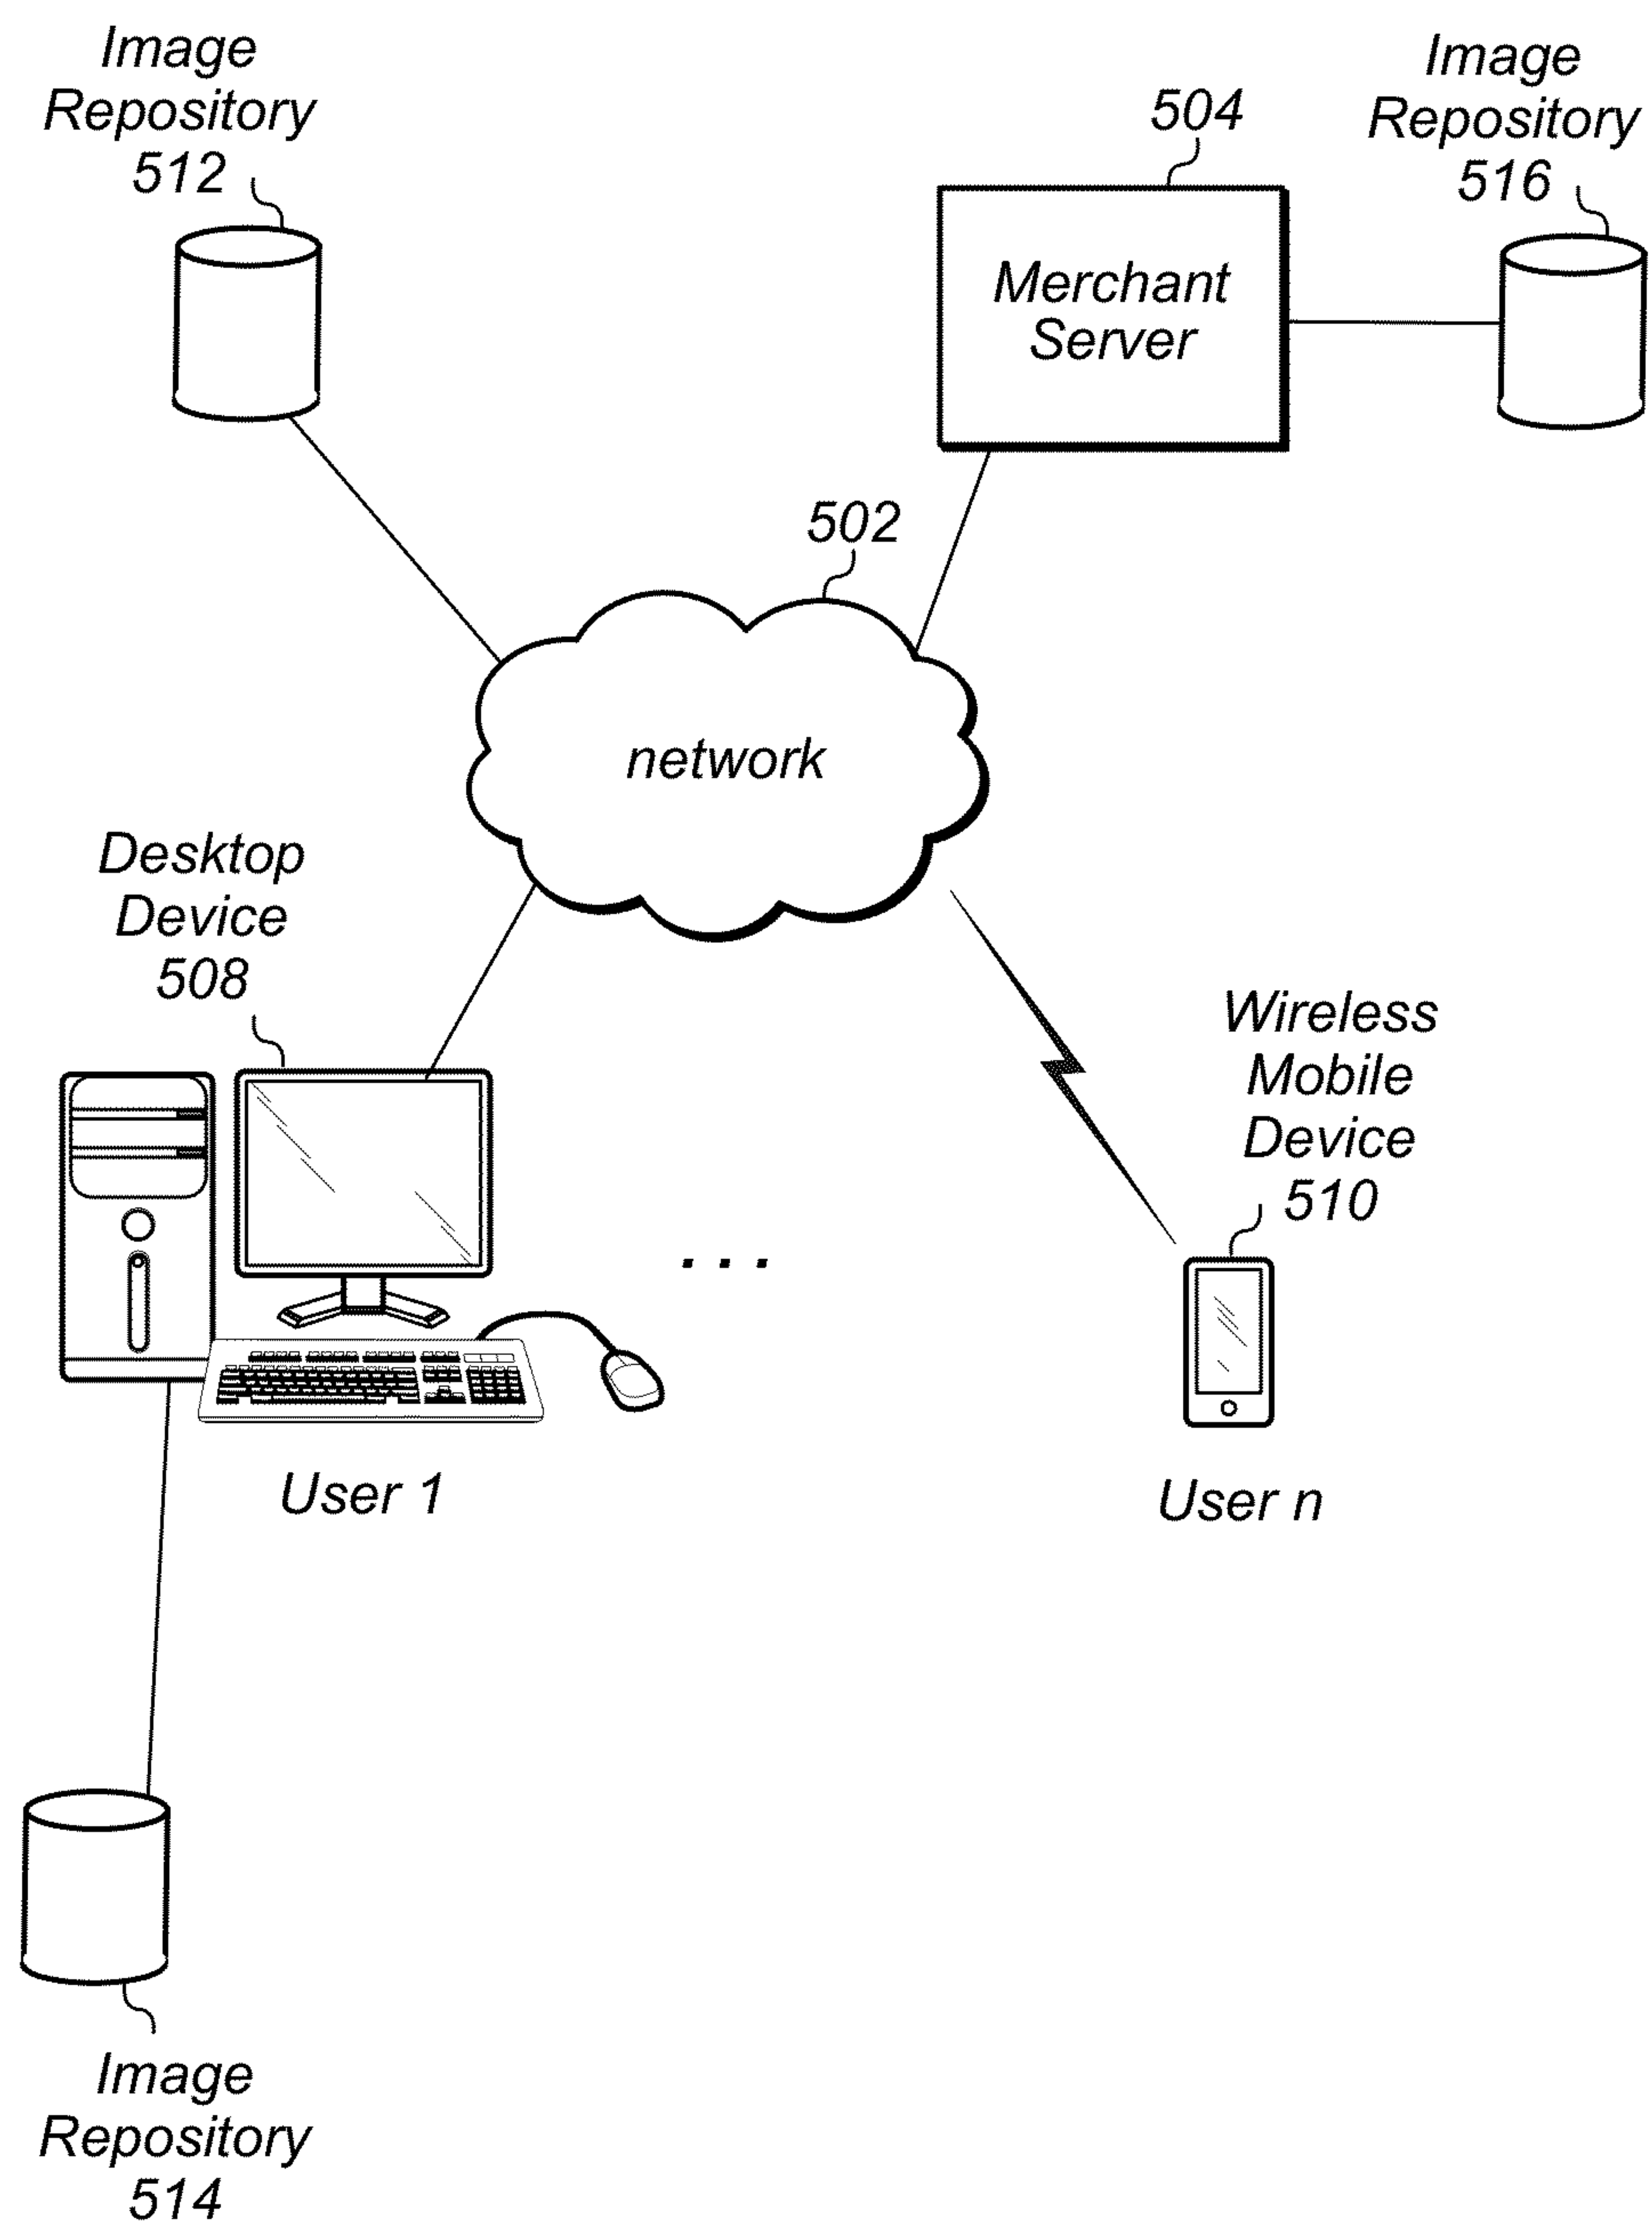 Image
Repository
512
504
Image
Repository
516
Merchant
Server
502
network
Desktop
Device
508
Wireless
Mobile
Device
510
. . .
User 1
User n
Image
Repository
514